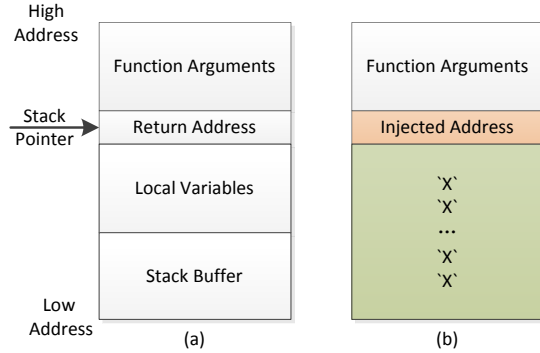 High
Address
Function Arguments
Function Arguments
Stack
Pointer
Return Address
Injected Address
Local Variables
`X`
`X`
...
`X`
`X`
Stack Buffer
Low
Address
(a)
(b)